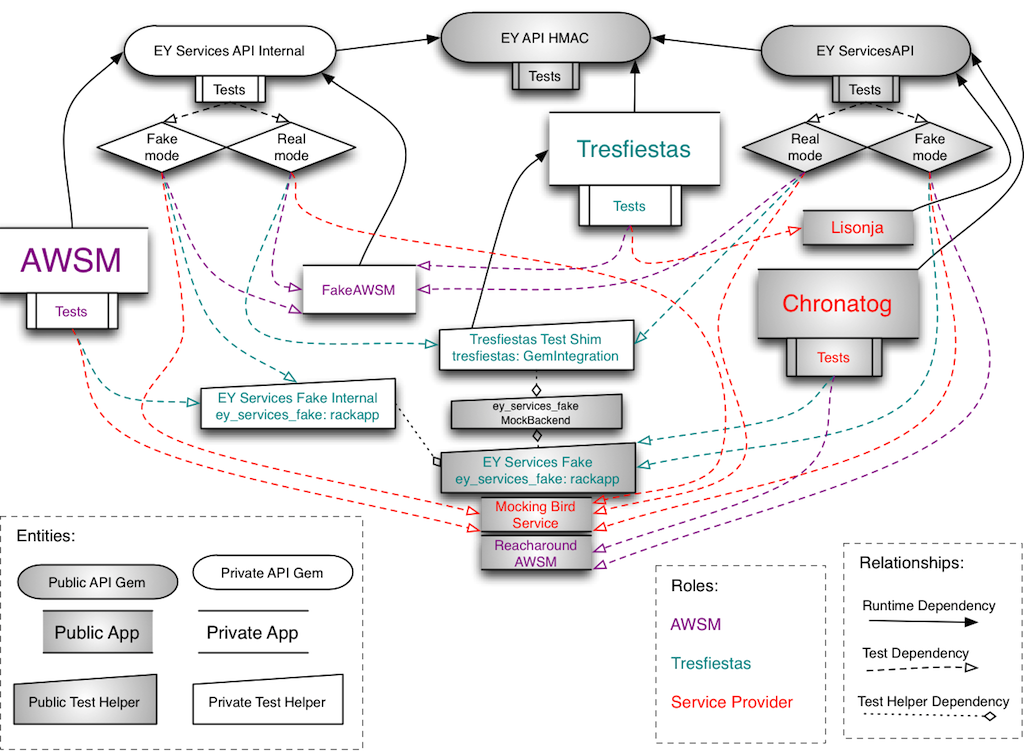 EY Services API Internal
EY API HMAC
EY ServicesAPI
Tests
Tests
Tests
Fake
mode
Real
mode
Tresfiestas
Real
mode
Fake
mode
Tests
Lisonja
AWSM
FakeAWSM
Chronatog
Tests
Tresfiestas Test Shim
tresfiestas: GemIntegration
Tests
EY Services Fake Internal
ey_services_fake: rackapp
ey_services_fake
MockBackend
EY Services Fake
ey_services_fake: rackapp
Mocking Bird
Service
Reacharound
AWSM
Entities:
Public API Gem
Private API Gem
Public App
Private App
Public Test Helper
Private Test Helper
Roles:
AWSM
Tresfiestas
Service Provider
Relationships:
Runtime Dependency
Test Dependency
Test Helper Dependency